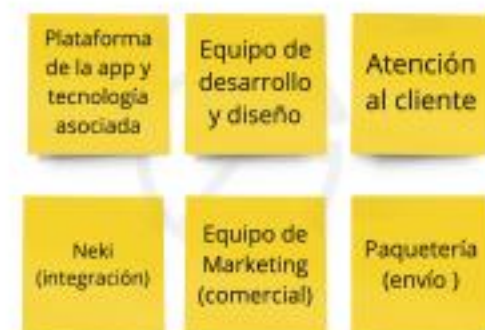 Plataforma
de la app y
tecnología
asociada
Equipo de
desarrollo
y diseño
Atención
al cliente
Neki
(integración)
Equipo de
Marketing
(comercial)
Paquetería
(envío )